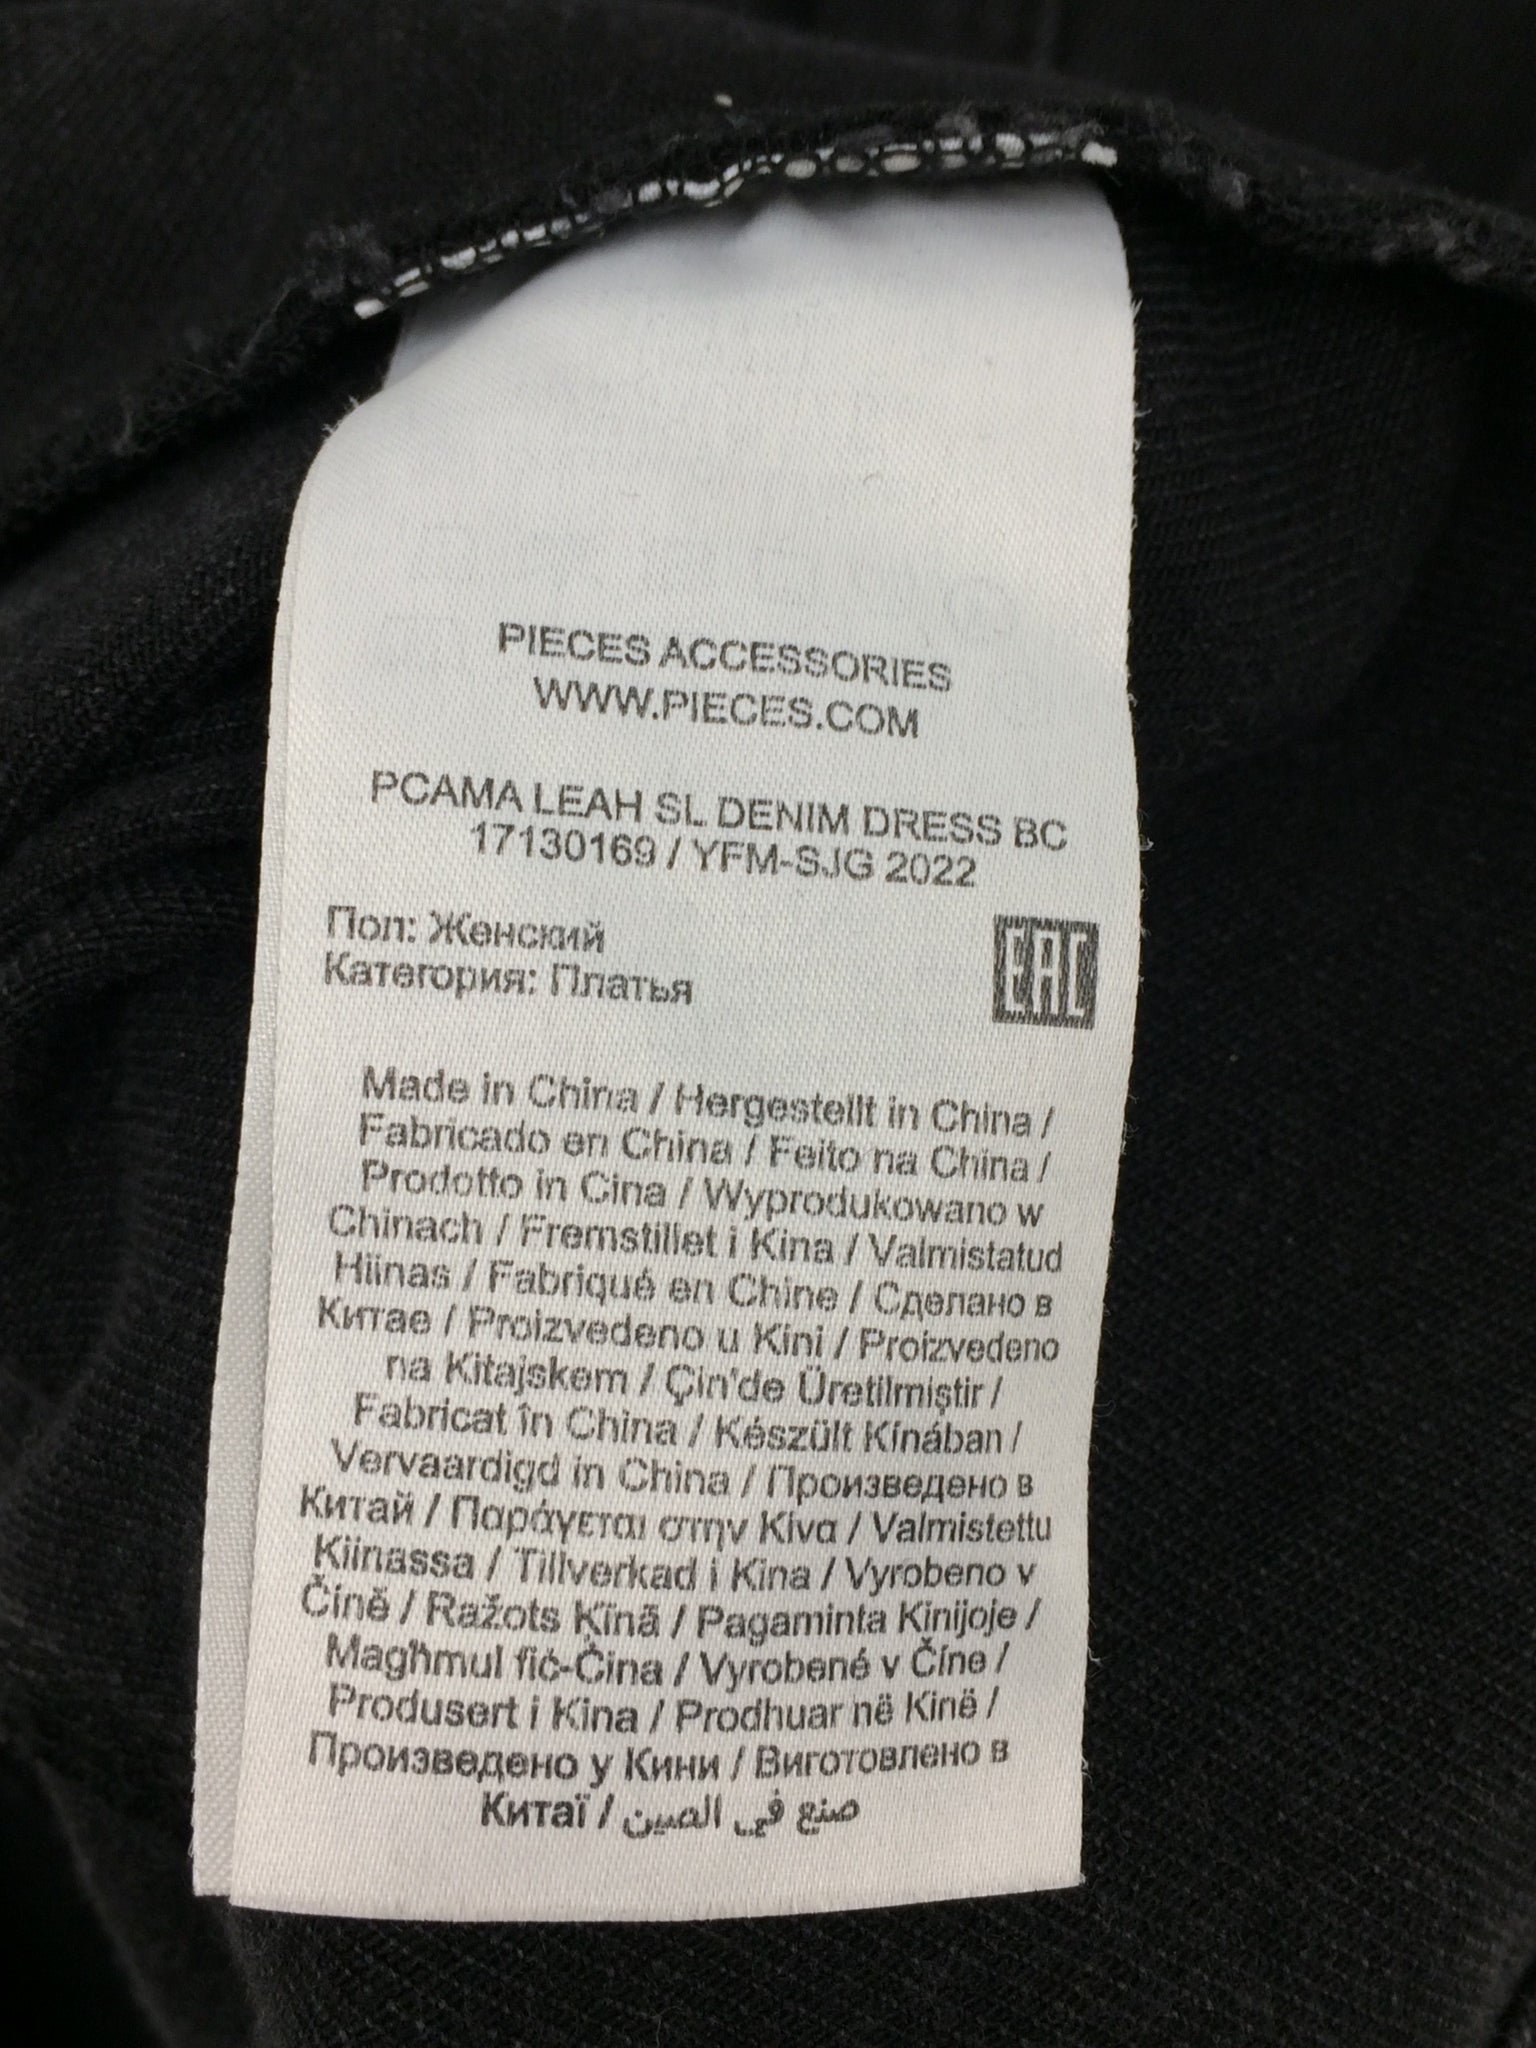 PIECES ACCESSORIES
WWW.PIECES.COM
PCAMA LEAH SL DENIM DRESS BC
17130169 / YFM-SJG 2022
Пол: Женский
Категория: Платья
EAC
Made in China / Hergestellt in China /
Fabricado en China / Feito na China /
Prodotto in Cina / Wyprodukowano w
Chinach / Fremstillet i Kina / Valmistatud
Hiinas / Fabriqué en Chine / Сделано в
Китае / Proizvedeno u Kini / Proizvedeno
na Kitajskem / Çin'de Üretilmiştir /
Fabricat în China / Készült Kínában /
Vervaardigd in China / Произведено в
Китай / Παράγεται στην Κίνα / Valmistettu
Kiinassa / Tillverkad i Kina / Vyrobeno v
Číně / Ražots Ķīnā / Pagaminta Kinijoje /
Magħmul fiċ-Ċina / Vyrobené v Číne /
Produsert i Kina / Prodhuar në Kinë /
Произведено у Кини / Виготовлено в
Китаї / صنع في الصين